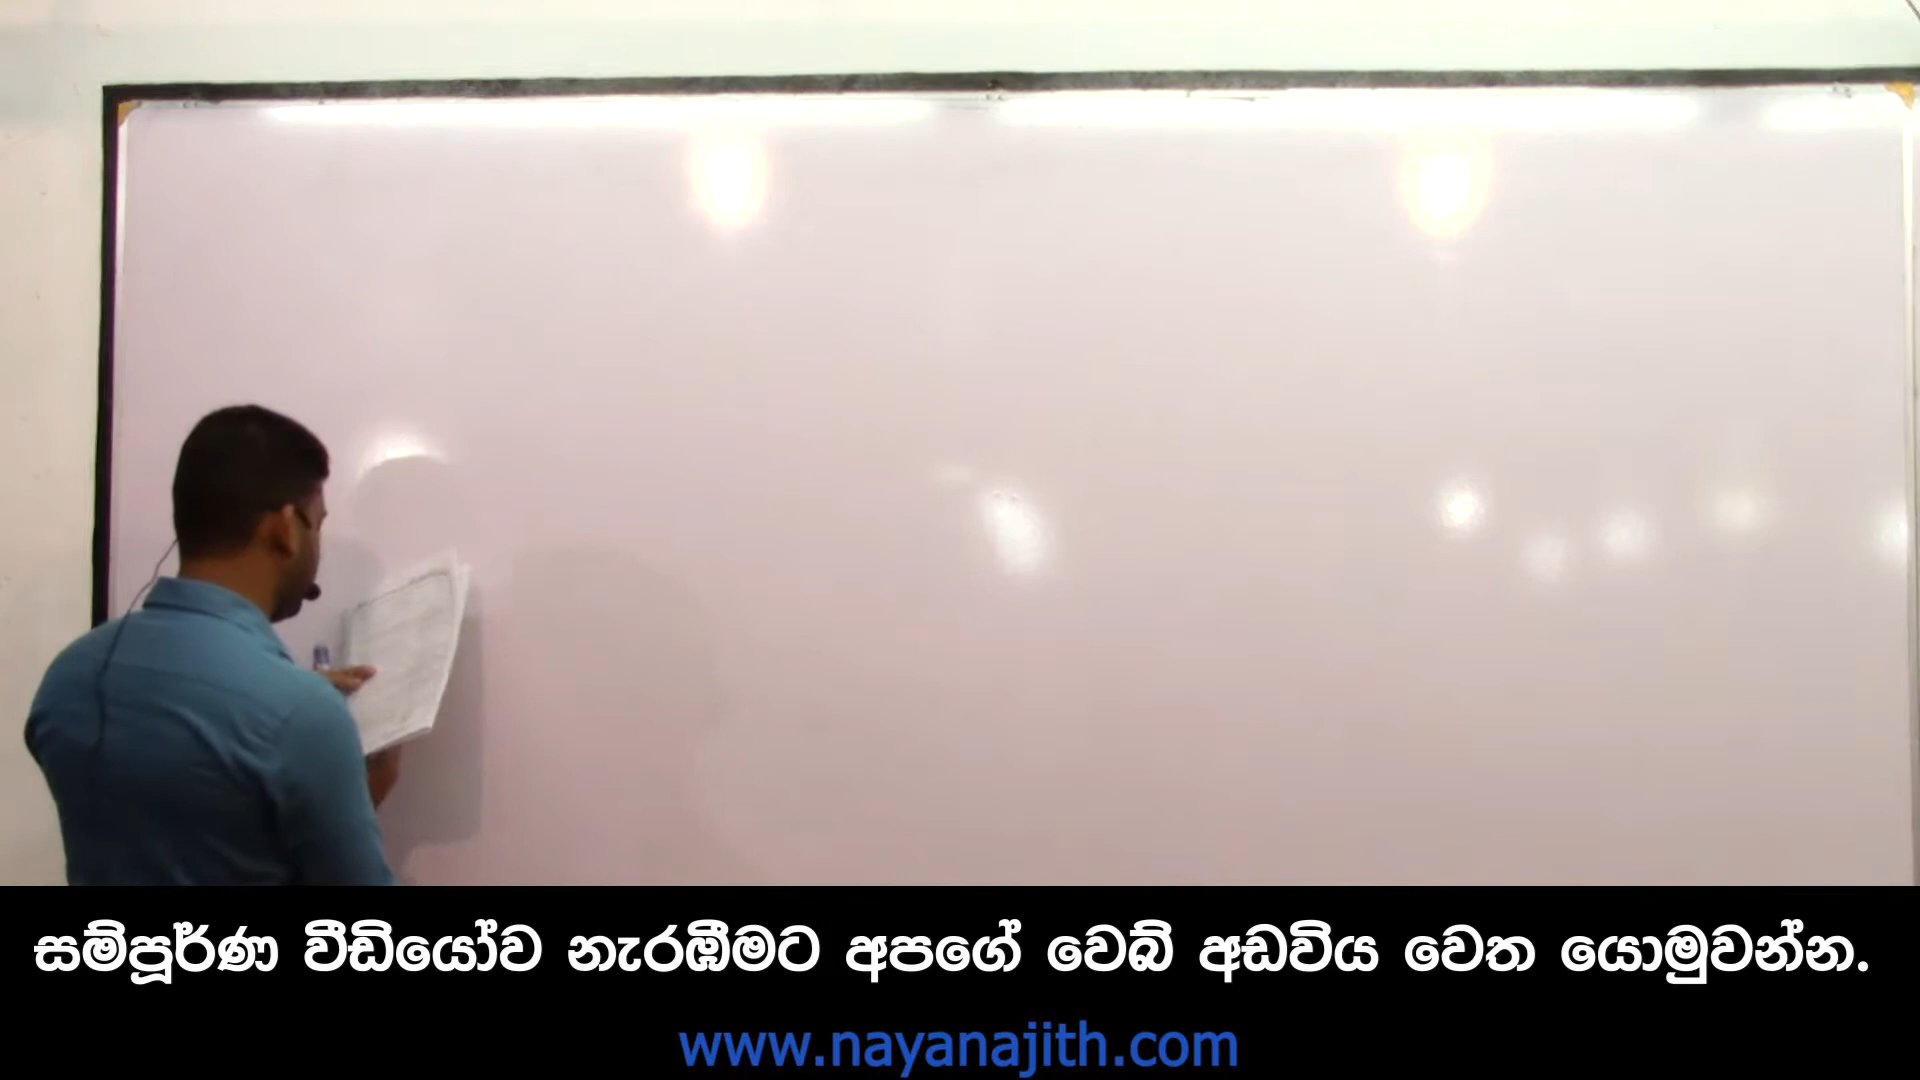 සම්පූර්ණ වීඩියෝව නැරඹීමට අපගේ වෙබ් අඩවිය වෙත යොමුවන්න.
www.nayanajith.com